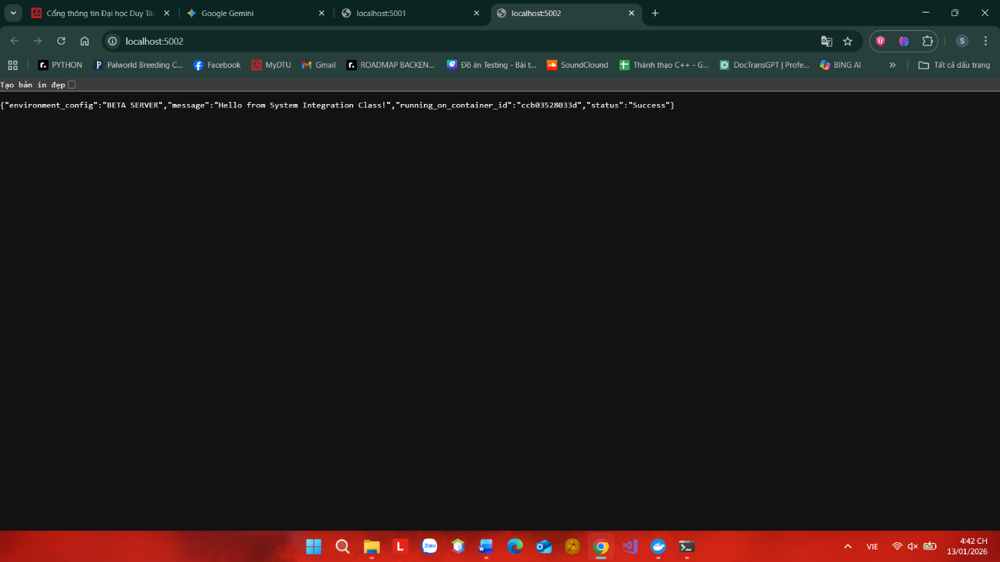 Cổng thông tin Đại học Duy Tân
Google Gemini
localhost:5001
localhost:5002
localhost:5002
S
PYTHON
Palworld Breeding C...
Facebook
MyDTU
Gmail
ROADMAP BACKEN...
Đồ án Testing - Bài t...
SoundClound
Thành thạo C++ - G...
DocTransGPT | Profe...
BING AI
Tất cả dấu trang
Tạo bản in đẹp
{"environment_config":"BETA SERVER","message":"Hello from System Integration Class!","running_on_container_id":"ccb03528033d","status":"Success"}
L
Zalo
VIE
4:42 CH
13/01/2026